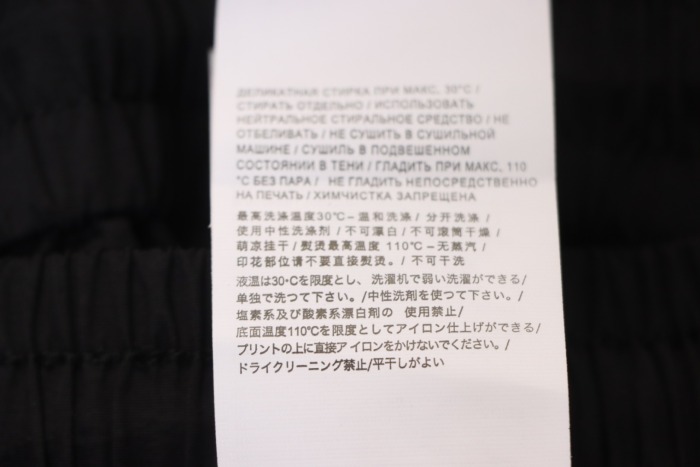 ДЕЛИКАТНАЯ СТИРКА ПРИ МАКС. 30°C /
СТИРАТЬ ОТДЕЛЬНО / ИСПОЛЬЗОВАТЬ
НЕЙТРАЛЬНОЕ СТИРАЛЬНОЕ СРЕДСТВО / НЕ
ОТБЕЛИВАТЬ / НЕ СУШИТЬ В СУШИЛЬНОЙ
МАШИНЕ / СУШИЛЬ В ПОДВЕШЕННОМ
СОСТОЯНИИ В ТЕНИ / ГЛАДИТЬ ПРИ МАКС. 110
°C БЕЗ ПАРА / НЕ ГЛАДИТЬ НЕПОСРЕДСТВЕННО
НА ПЕЧАТЬ / ХИМЧИСТКА ЗАПРЕЩЕНА
最高洗涤温度30℃–温和洗涤 / 分开洗涤 /
使用中性洗涤剂 / 不可漂白 / 不可滚筒干燥 /
萌凉挂干 / 熨烫最高温度 110℃–无蒸汽 /
印花部位请不要直接熨烫。/ 不可干洗
液温は30·Cを限度とし、洗濯机で弱い洗濯ができる/
单独で洗つて下さい。/中性洗剤を使つて下さい。/
塩素系及び酸素系漂白剤の 使用禁止/
底面温度110℃を限度としてアイロン仕上げができる/
プリントの上に直接アイロンをかけないでください。/
ドライクリーニング禁止/平干しがよい